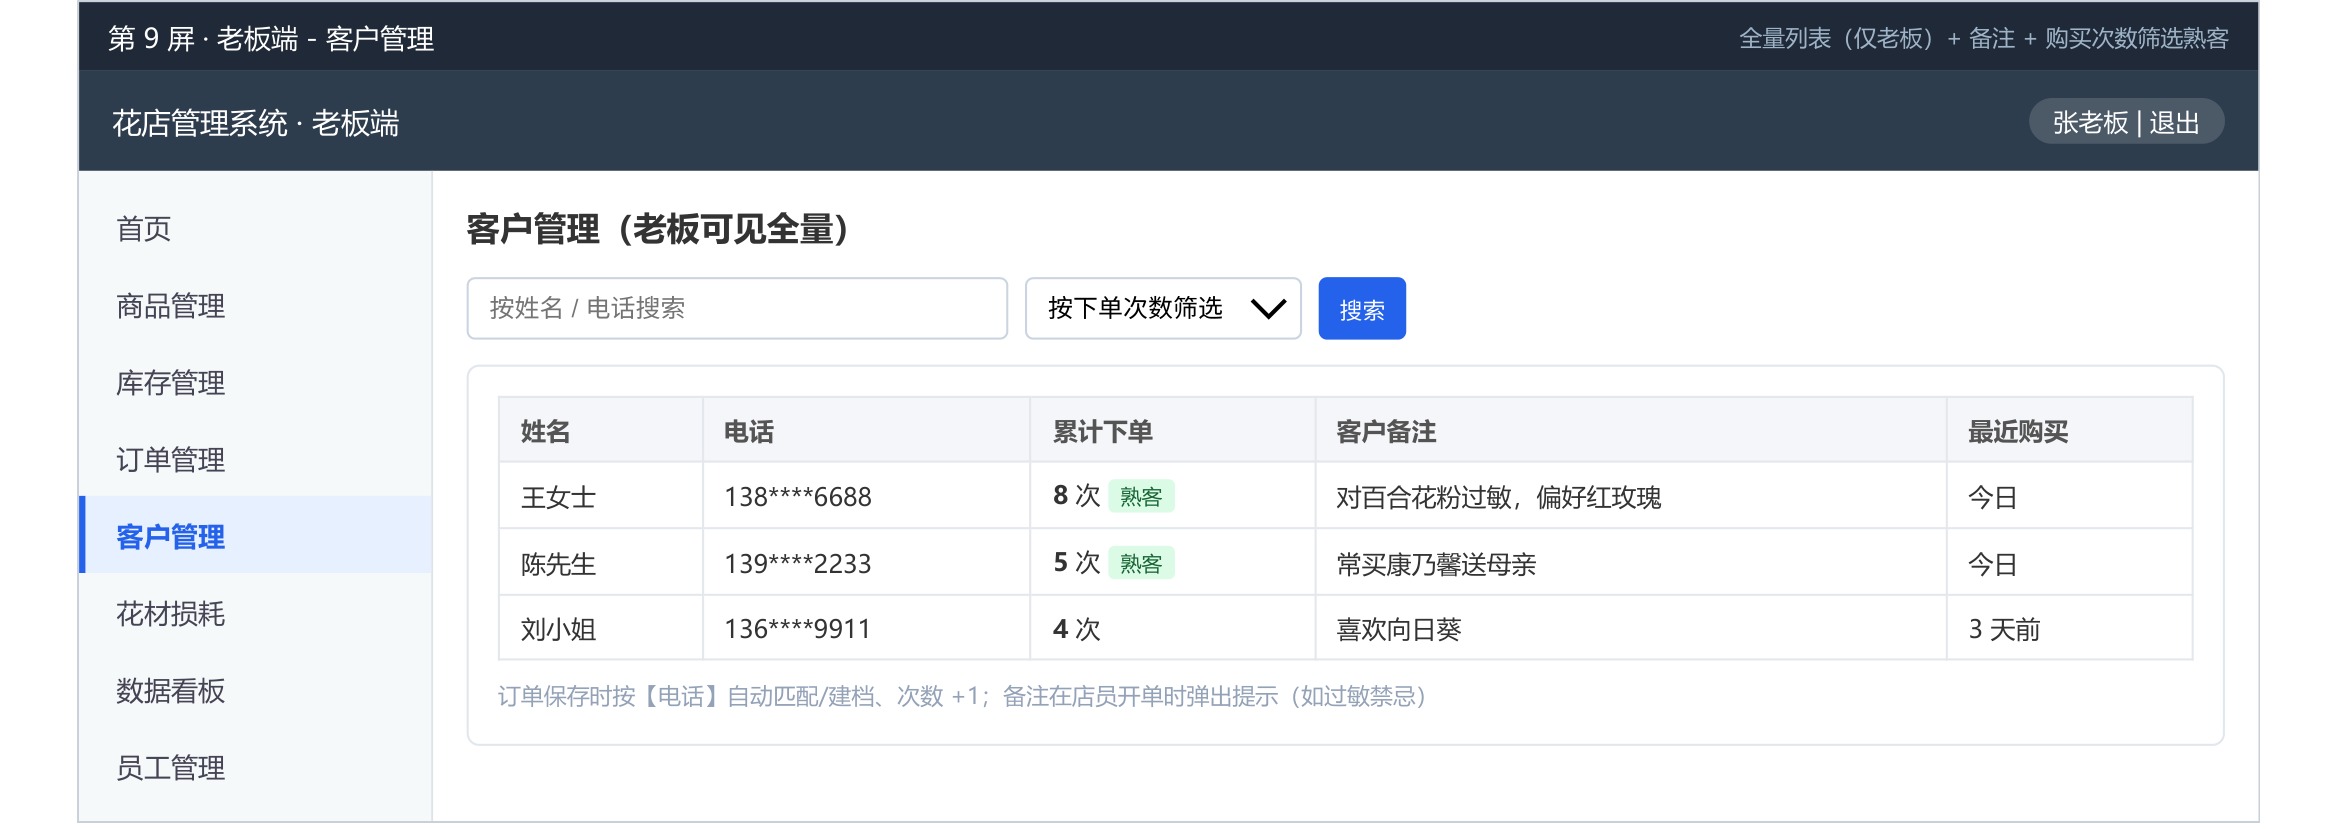 第 9 屏 · 老板端 - 客户管理
全量列表（仅老板）+ 备注 + 购买次数筛选熟客
花店管理系统 · 老板端
张老板 | 退出
首页
商品管理
库存管理
订单管理
客户管理
花材损耗
数据看板
员工管理
客户管理（老板可见全量）
按姓名 / 电话搜索
按下单次数筛选
搜索
姓名 电话 累计下单 客户备注 最近购买
王女士 138****6688 8 次 熟客 对百合花粉过敏，偏好红玫瑰 今日
陈先生 139****2233 5 次 熟客 常买康乃馨送母亲 今日
刘小姐 136****9911 4 次 喜欢向日葵 3 天前
订单保存时按【电话】自动匹配/建档、次数 +1；备注在店员开单时弹出提示（如过敏禁忌）